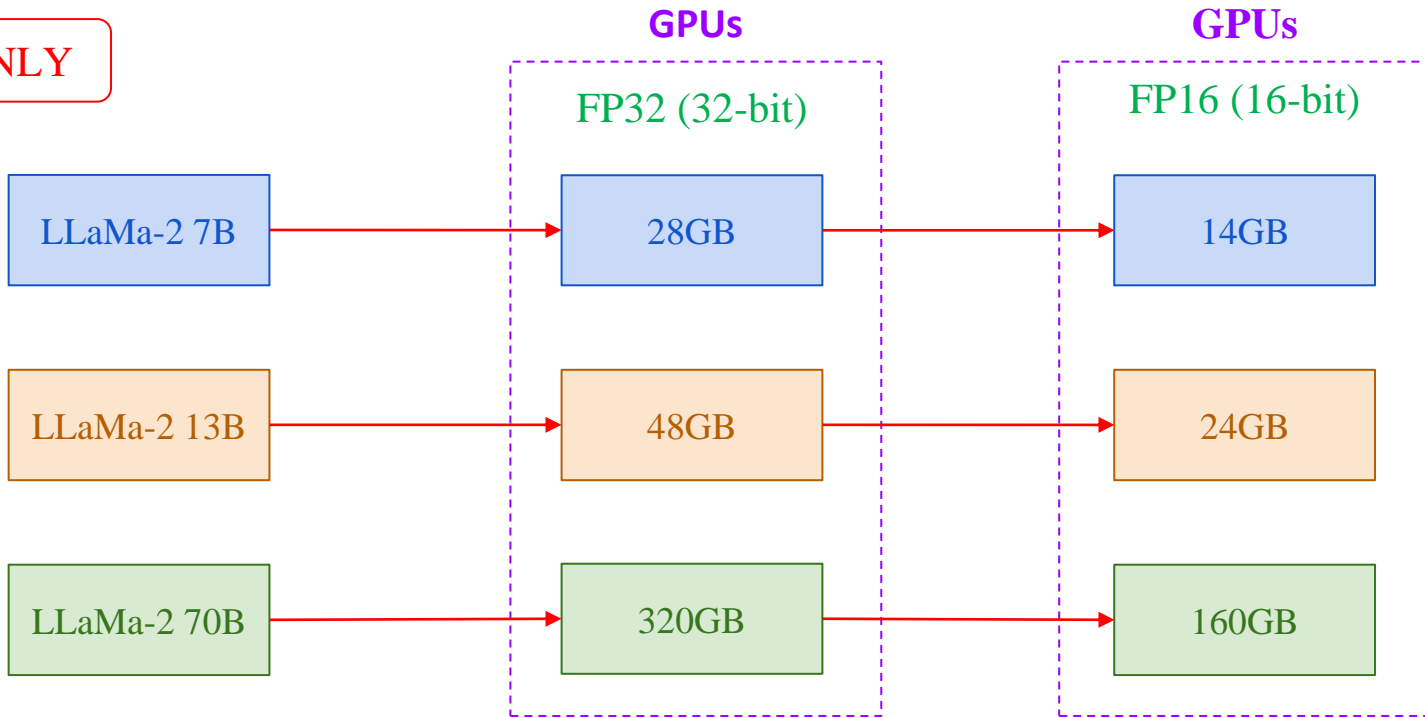 GPUs
GPUs
NLY
FP32 (32-bit)
FP16 (16-bit)
LLaMa-2 7B
28GB
14GB
LLaMa-2 13B
48GB
24GB
LLaMa-2 70B
320GB
160GB